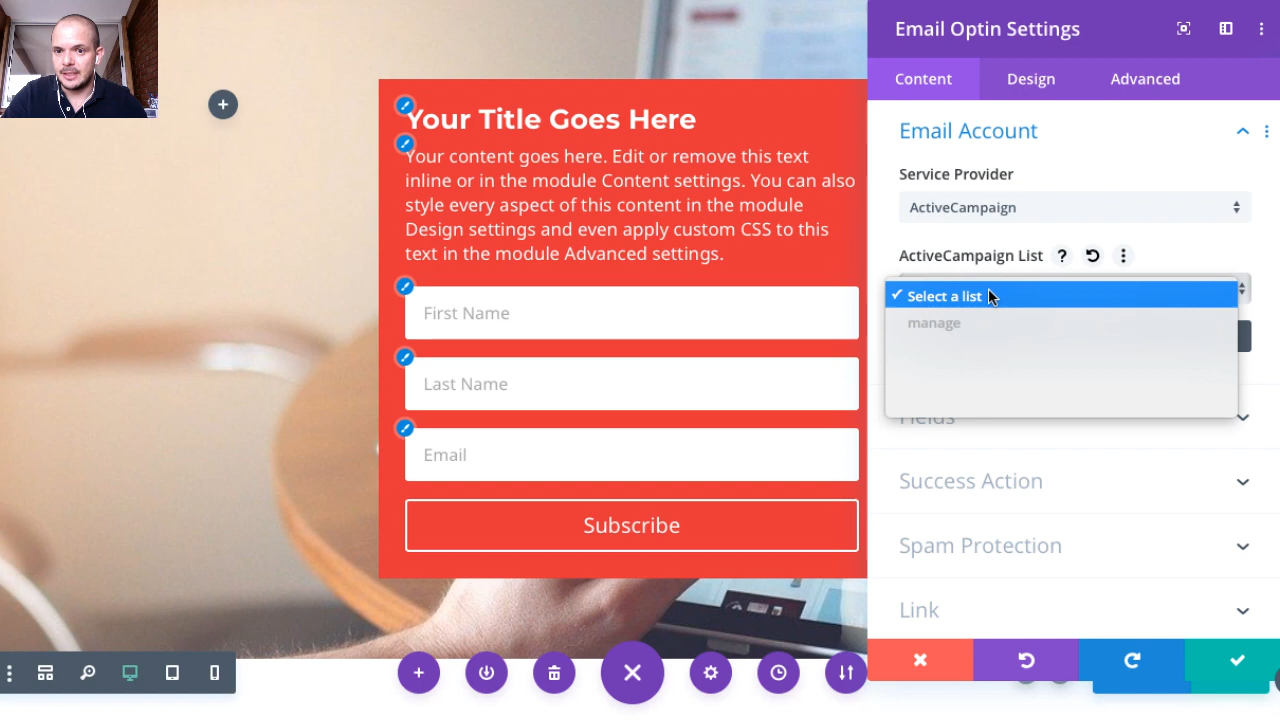 Your Title Goes Here
Your content goes here. Edit or remove this text
inline or in the module Content settings. You can also
style every aspect of this content in the module
Design settings and even apply custom CSS to this
text in the module Advanced settings.
First Name
Last Name
Email
Subscribe
Email Optin Settings
Content Design Advanced
Email Account
Service Provider
ActiveCampaign
ActiveCampaign List ?
✓ Select a list
manage
Fields
Success Action
Spam Protection
Link